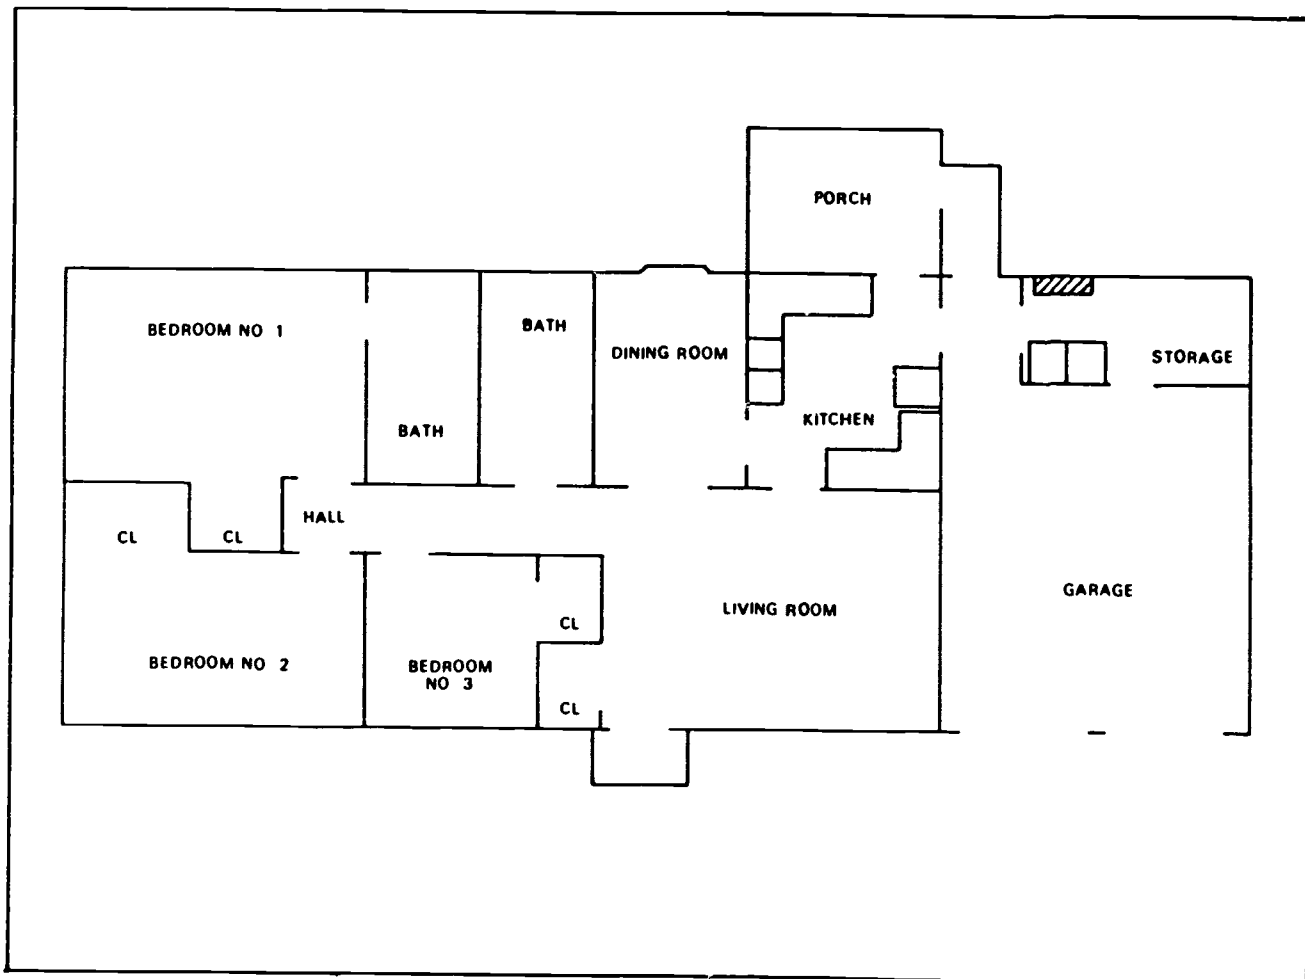 PORCH
BEDROOM NO 1
BATH
DINING ROOM
STORAGE
BATH
KITCHEN
HALL
CL
CL
GARAGE
LIVING ROOM
CL
BEDROOM NO 2
BEDROOM
NO 3
CL